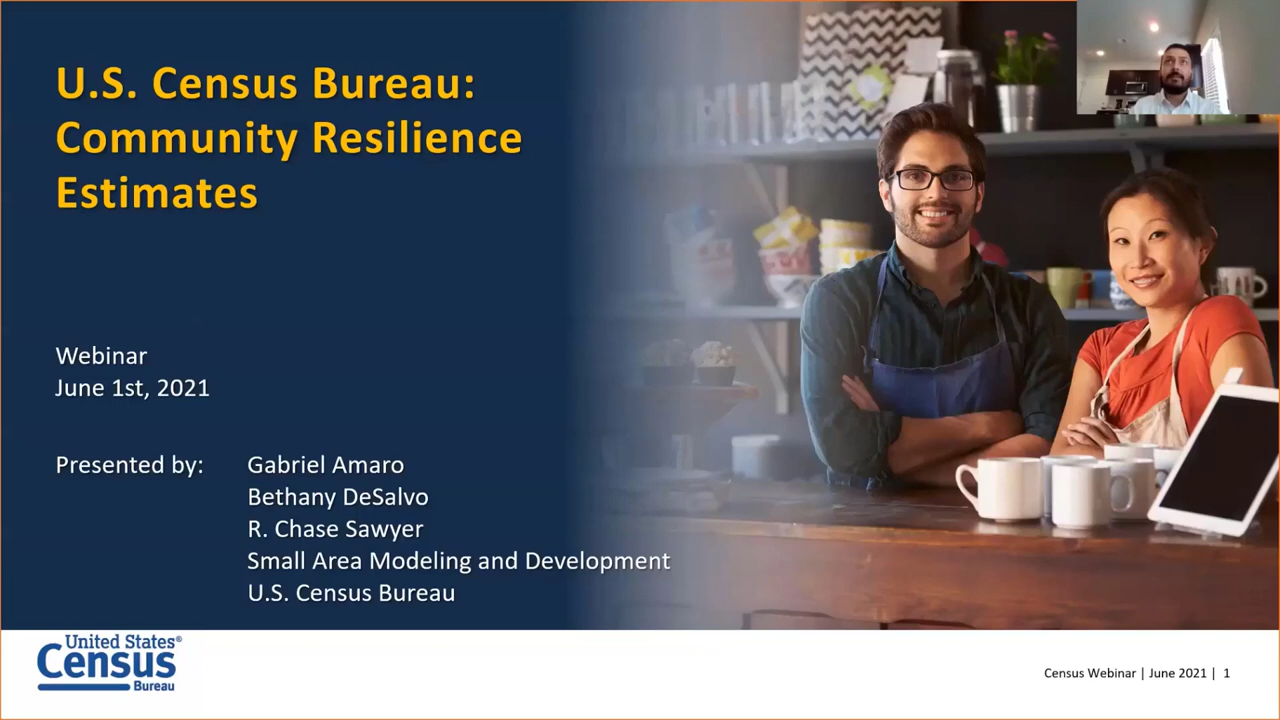 U.S. Census Bureau:
Community Resilience
Estimates
Webinar
June 1st, 2021
Presented by: Gabriel Amaro
Bethany DeSalvo
R. Chase Sawyer
Small Area Modeling and Development
U.S. Census Bureau
United States®
Census
Bureau
Census Webinar | June 2021 | 1